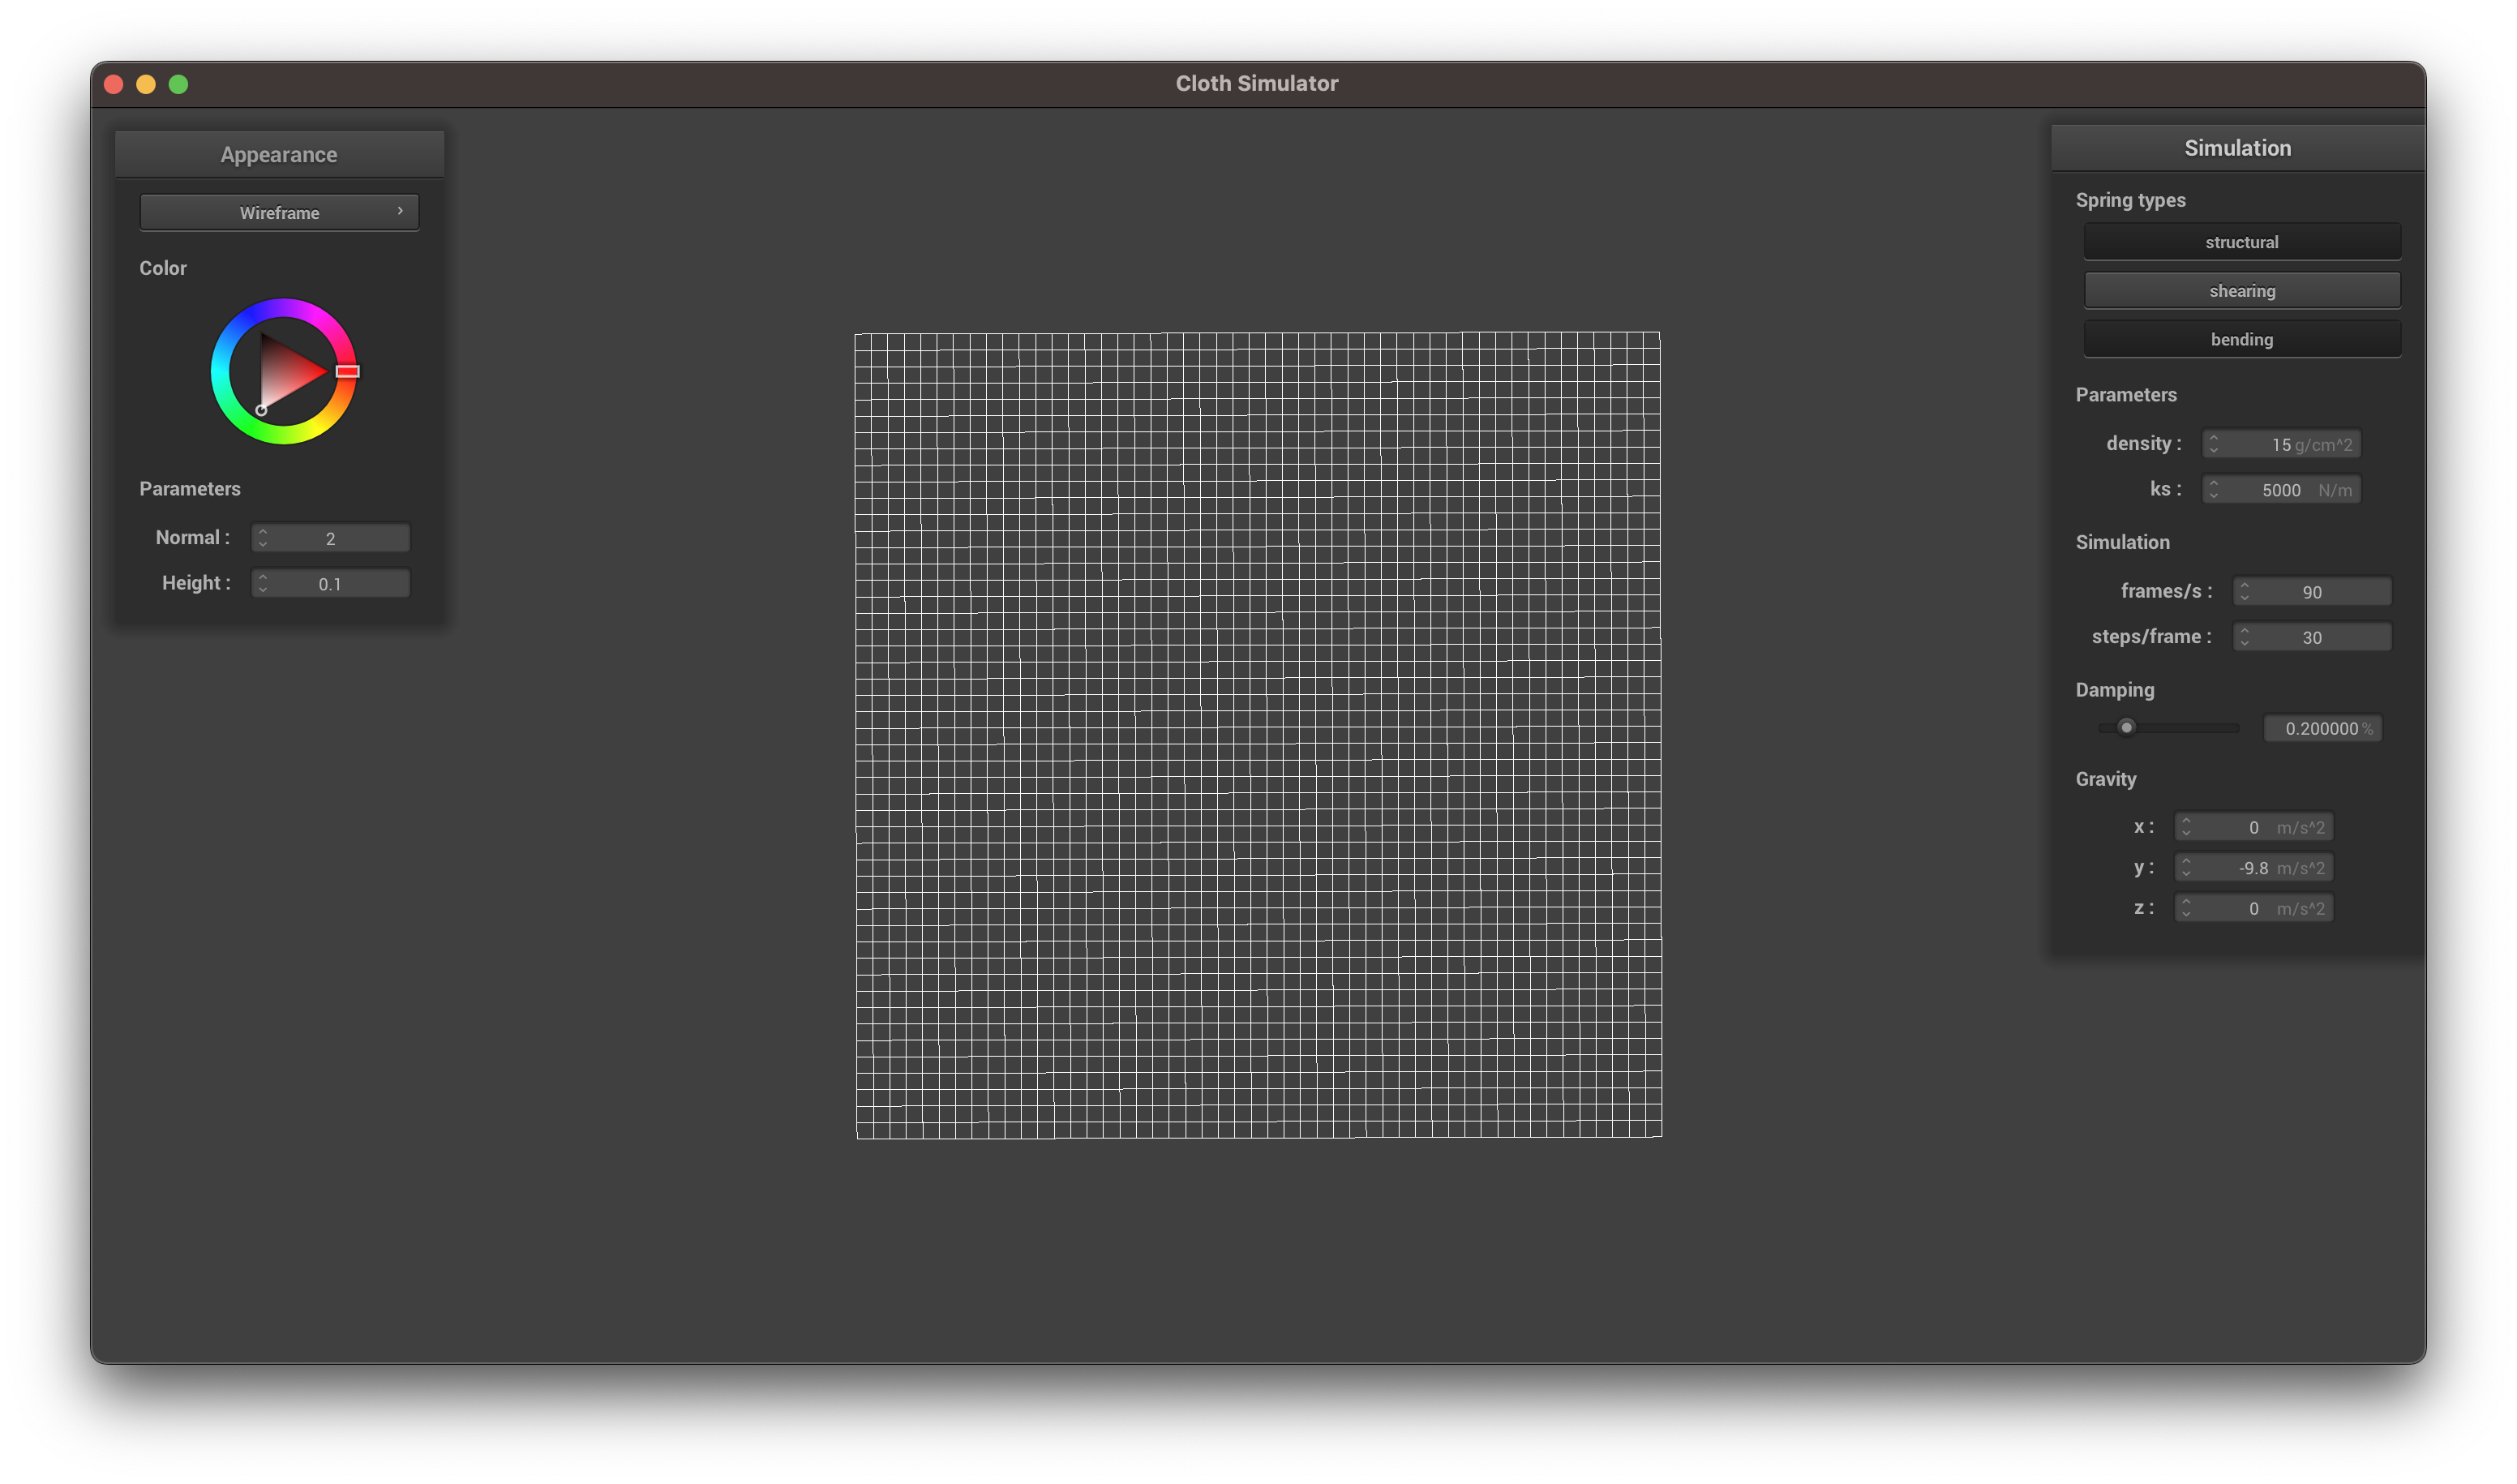 Cloth Simulator
Appearance
Wireframe
Color
Parameters
Normal : 2
Height : 0.1
Simulation
Spring types
structural
shearing
bending
Parameters
density : 15 g/cm^2
ks : 5000 N/m
Simulation
frames/s : 90
steps/frame : 30
Damping
0.200000 %
Gravity
x : 0 m/s^2
y : -9.8 m/s^2
z : 0 m/s^2